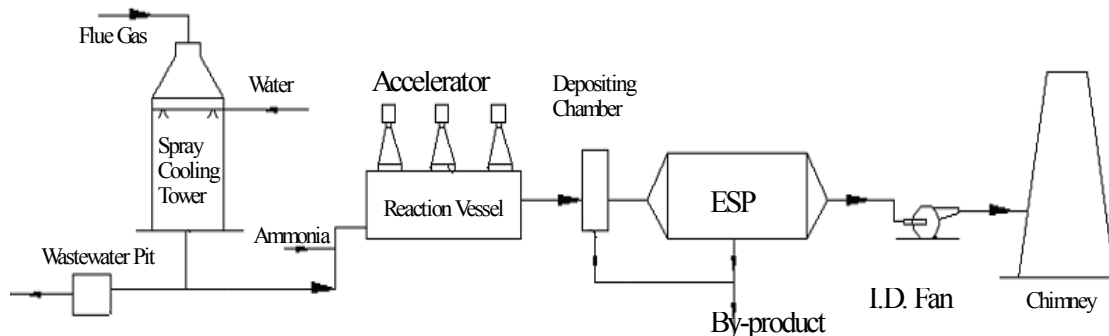 Flue Gas
Water
Spray
Cooling
Tower
Wastewater Pit
Ammonia
Accelerator
Reaction Vessel
Depositing
Chamber
ESP
By-product
I.D. Fan
Chimney